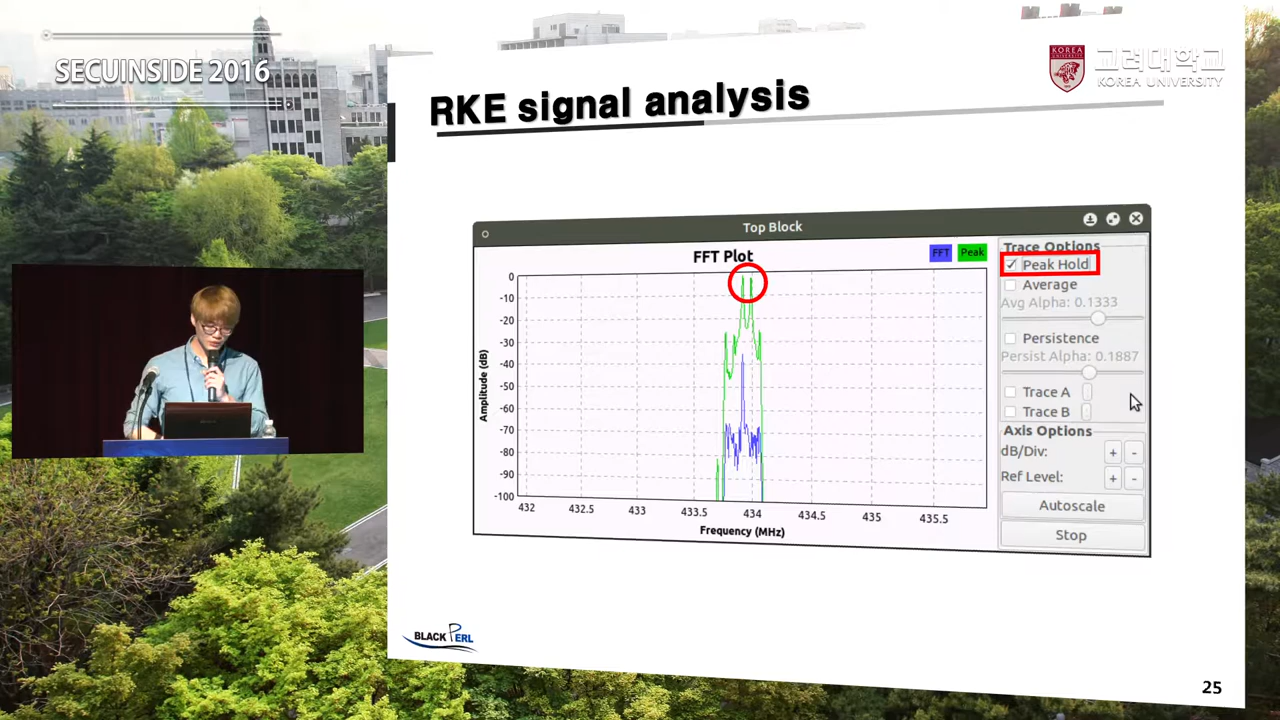 SECUINSIDE 2016
KOREA
고려대학교
KOREA UNIVERSITY
RKE signal analysis
Top Block
FFT Plot
FFT
Peak
Trace Options
Peak Hold
Average
Avg Alpha: 0.1333
Persistence
Persist Alpha: 0.1887
Trace A
Trace B
Axis Options
dB/Div:
+
-
Ref Level:
+
-
Autoscale
Stop
Amplitude (dB)
0
-10
-20
-30
-40
-50
-60
-70
-80
-90
-100
432
432.5
433
433.5
434
434.5
435
435.5
Frequency (MHz)
BLACK PERL
25